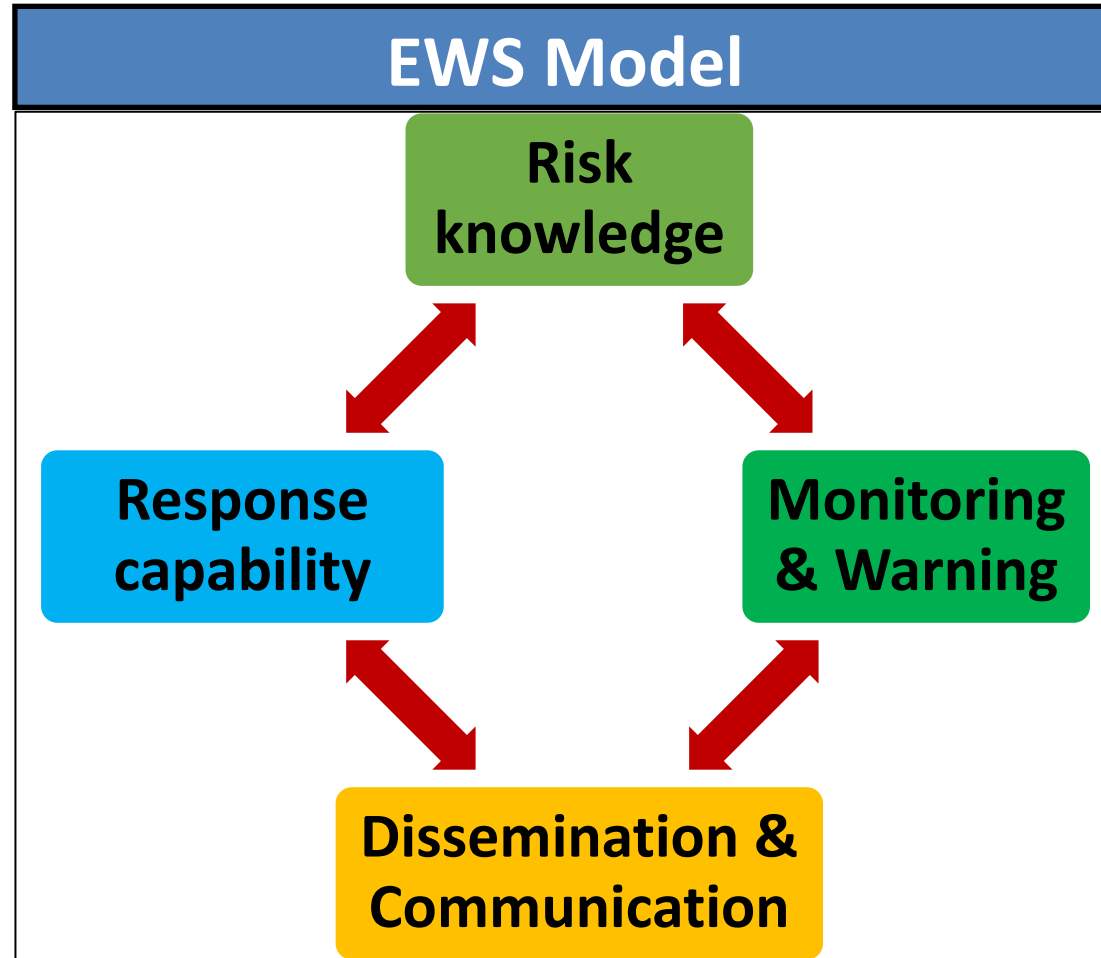 EWS Model
Risk
knowledge
Response
capability
Monitoring
& Warning
Dissemination &
Communication